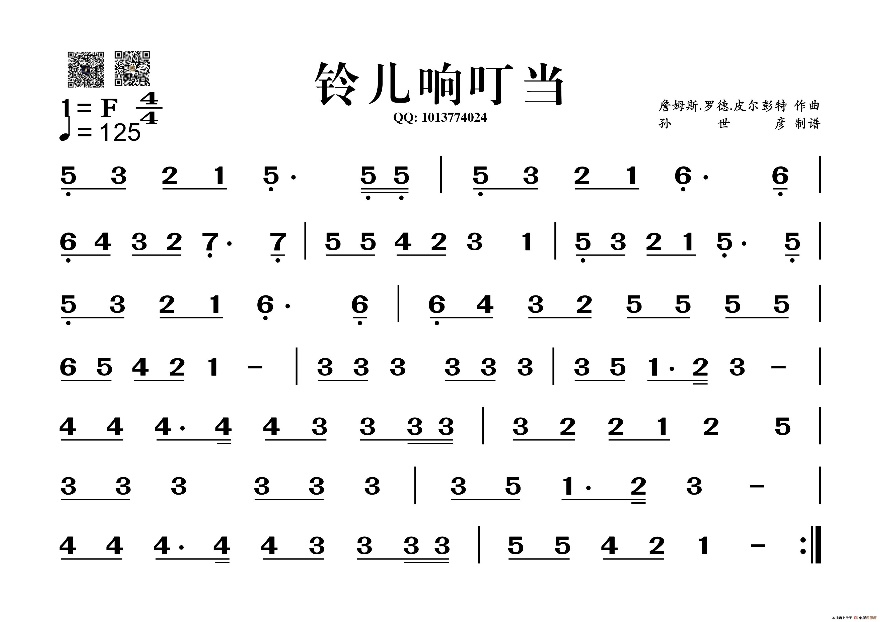 铃儿响叮当
QQ: 1013774024
1= F 4/4
♩= 125
詹姆斯.罗德.皮尔彭特 作曲
孙世彦 制谱
5̣ 3 2 1 5̣· 5̣ 5̣ | 5̣ 3 2 1 6̣· 6̣ |
6̣ 4 3 2 7̣· 7̣ | 5 5 4 2 3 1 | 5̣ 3 2 1 5̣· 5̣ |
5̣ 3 2 1 6̣· 6̣ | 6̣ 4 3 2 5 5 5 5 |
6 5 4 2 1 – | 3 3 3 3 3 3 | 3 5 1· 2 3 – |
4 4 4· 4 4 3 3 3 3 | 3 2 2 1 2 5 |
3 3 3 3 3 3 | 3 5 1· 2 3 – |
4 4 4· 4 4 3 3 3 3 | 5 5 4 2 1 – :‖